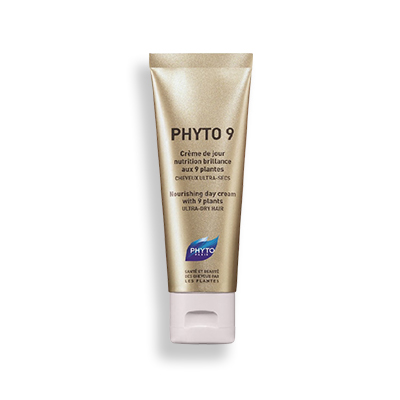 PHYTO 9
Crème de jour
nutrition brillance
aux 9 plantes
CHEVEUX ULTRA-SECS
Nourishing day cream
with 9 plants
ULTRA-DRY HAIR
PHYTO
PARIS
SANTÉ ET BEAUTÉ
DES CHEVEUX PAR
LES PLANTES